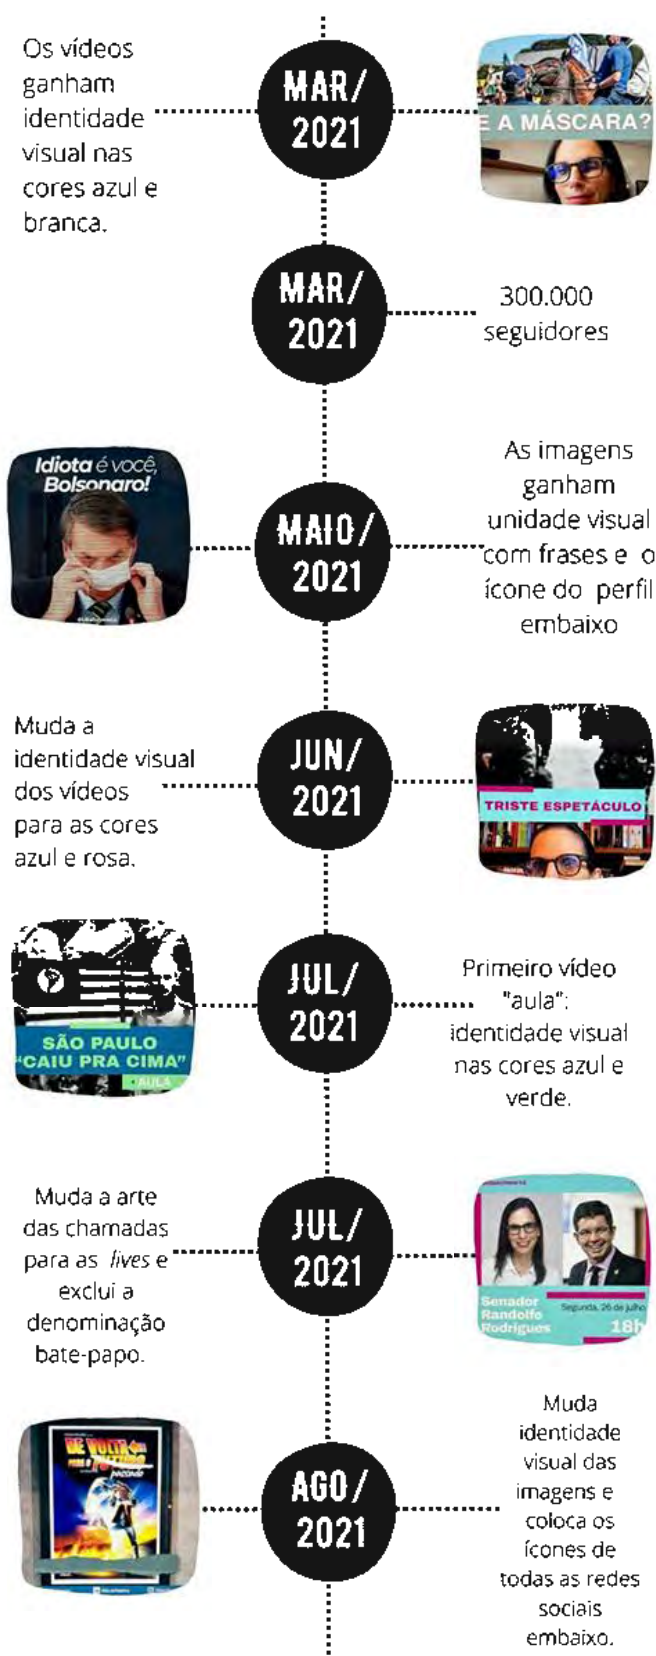 Os vídeos
ganham
identidade
visual nas
cores azul e
branca.
MAR/
2021
E A MÁSCARA?
MAR/
2021
300.000
seguidores
Idiota é você,
Bolsonaro!
MAIO/
2021
As imagens
ganham
unidade visual
com frases e o
ícone do perfil
embaixo
Muda a
identidade visual
dos vídeos
para as cores
azul e rosa.
JUN/
2021
TRISTE ESPETÁCULO
SÃO PAULO
"CAIU PRA CIMA"
AULA
JUL/
2021
Primeiro vídeo
"aula":
identidade visual
nas cores azul e
verde.
Muda a arte
das chamadas
para as lives e
exclui a
denominação
bate-papo.
JUL/
2021
Senador
Randolfe
Rodrigues
Segunda, 26 de julho
18h
DE VOLTA
PARA O FUTURO
PASSADO
AGO/
2021
Muda
identidade
visual das
imagens e
coloca os
ícones de
todas as redes
sociais
embaixo.